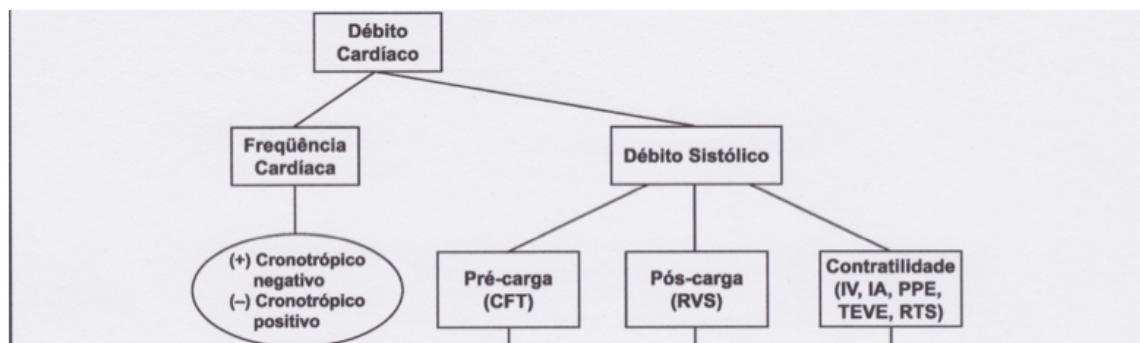 Débito
Cardíaco
Freqüência
Cardíaca
Débito Sistólico
(+) Cronotrópico
negativo
(–) Cronotrópico
positivo
Pré-carga
(CFT)
Pós-carga
(RVS)
Contratilidade
(IV, IA, PPE,
TEVE, RTS)